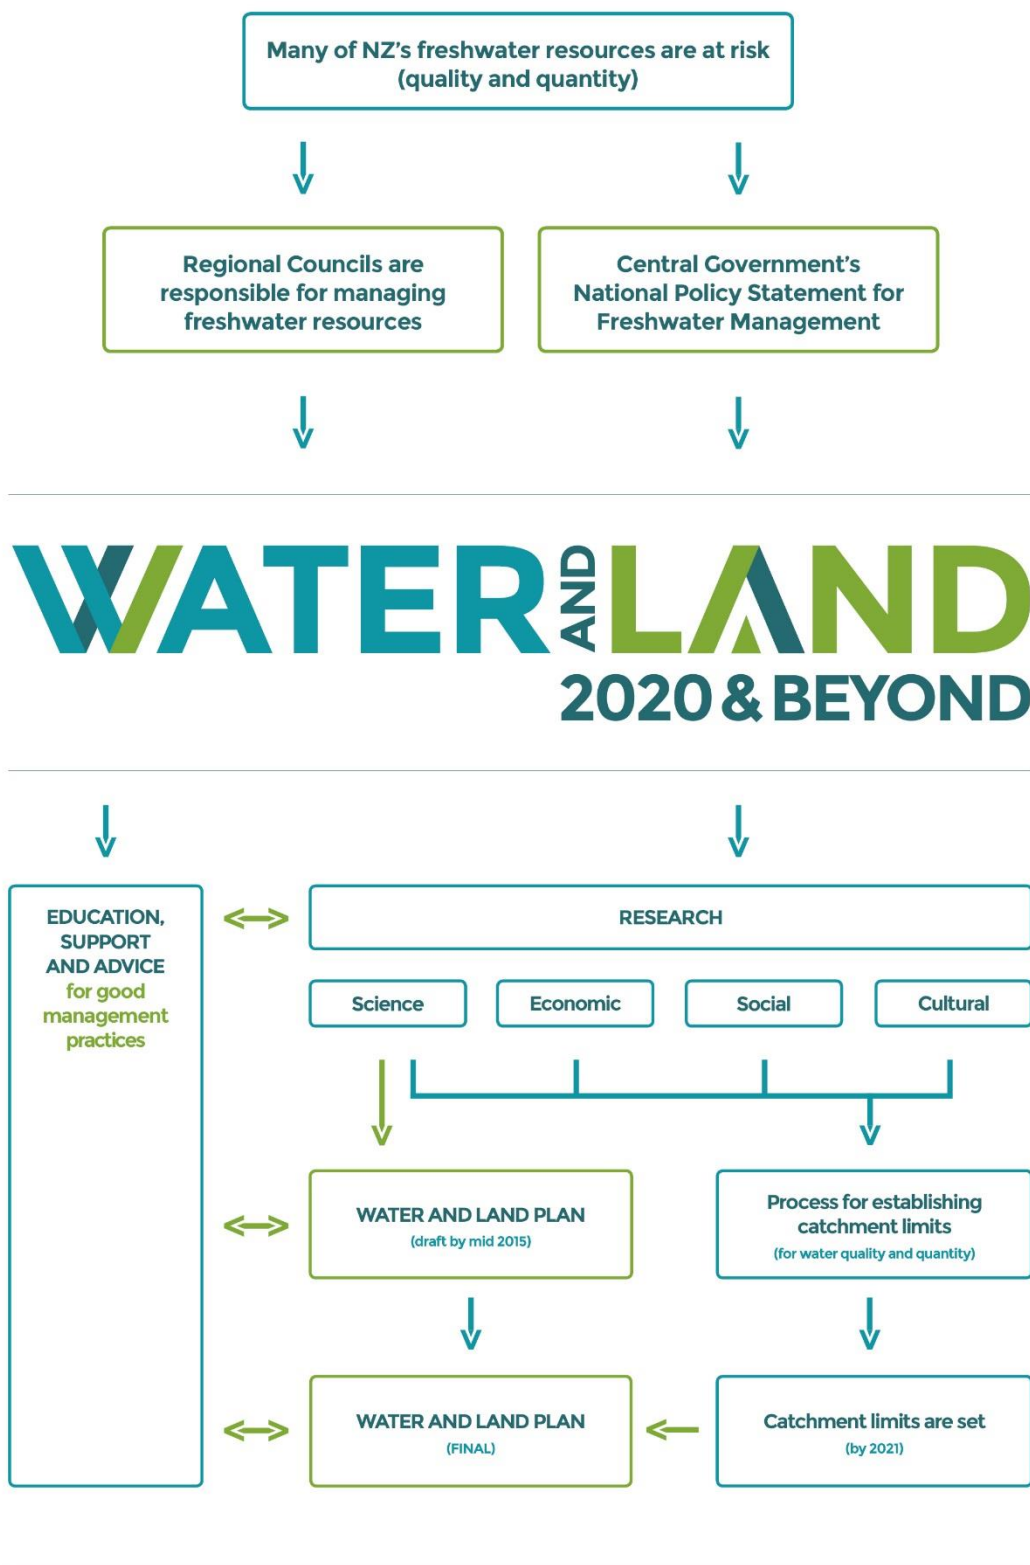 Many of NZ's freshwater resources are at risk
(quality and quantity)
Regional Councils are
responsible for managing
freshwater resources
Central Government's
National Policy Statement for
Freshwater Management
WATER AND LAND
2020 & BEYOND
EDUCATION,
SUPPORT
AND ADVICE
for good
management
practices
RESEARCH
Science
Economic
Social
Cultural
WATER AND LAND PLAN
(draft by mid 2015)
Process for establishing
catchment limits
(for water quality and quantity)
WATER AND LAND PLAN
(FINAL)
Catchment limits are set
(by 2021)